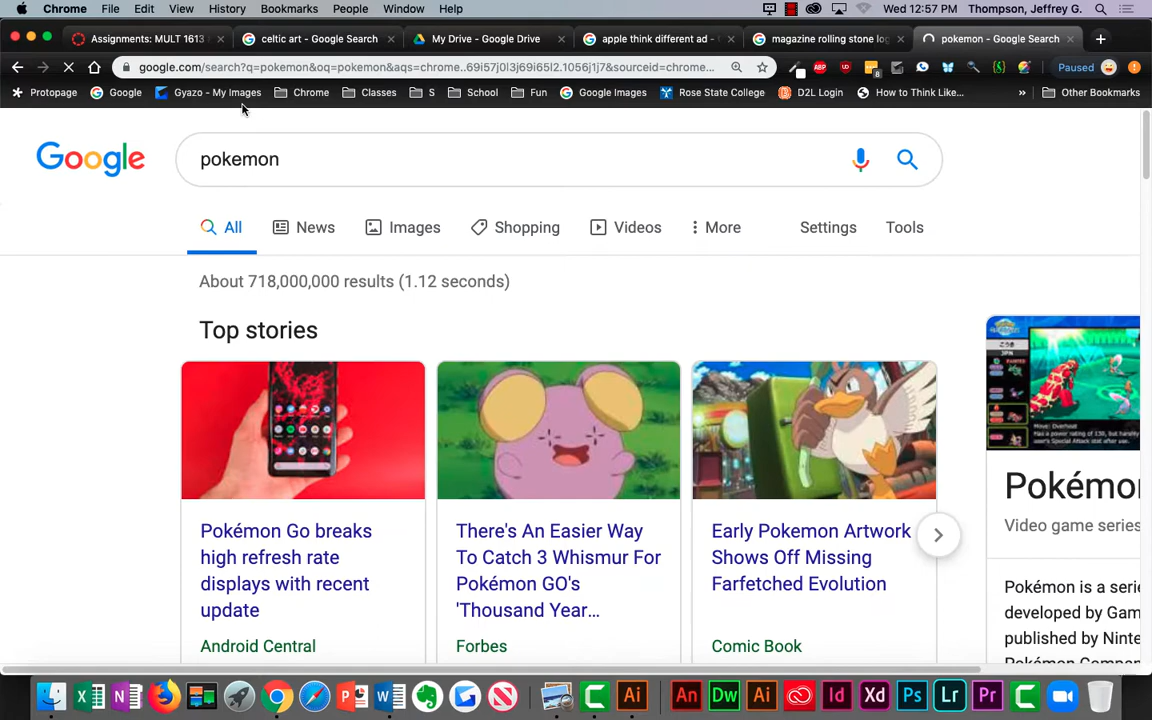 Chrome File Edit View History Bookmarks People Window Help Wed 12:57 PM Thompson, Jeffrey G.
Assignments: MULT 1613 celtic art - Google Search My Drive - Google Drive apple think different ad - magazine rolling stone log pokemon - Google Search
google.com/search?q=pokemon&oq=pokemon&aqs=chrome..69i57j0l3j69i65l2.1056j1j7&sourceid=chrome... Paused
Protopage Google Gyazo - My Images Chrome Classes S School Fun Google Images Rose State College D2L Login How to Think Like... » Other Bookmarks
Google pokemon
All News Images Shopping Videos More Settings Tools
About 718,000,000 results (1.12 seconds)
Top stories
Pokémon Go breaks
high refresh rate
displays with recent
update
Android Central
There's An Easier Way
To Catch 3 Whismur For
Pokémon GO's
'Thousand Year...
Forbes
Early Pokemon Artwork
Shows Off Missing
Farfetched Evolution
Comic Book
Move: Overheat
Pokémon
Video game series
Pokémon is a serie
developed by Gam
published by Ninte
Pokémon Company